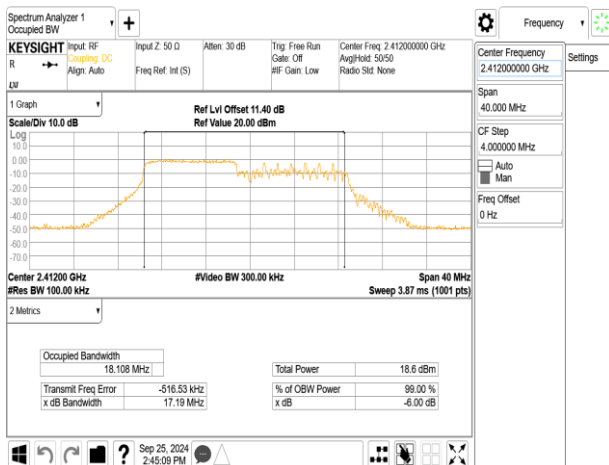 Spectrum Analyzer 1
Occupied BW
Frequency
KEYSIGHT
R
LXI
Input: RF
Coupling: DC
Align: Auto
Input Z: 50 Ω
Freq Ref: Int (S)
Atten: 30 dB
Trig: Free Run
Gate: Off
#IF Gain: Low
Center Freq: 2.412000000 GHz
Avg|Hold: 50/50
Radio Std: None
Center Frequency
2.412000000 GHz
Settings
Span
40.000 MHz
CF Step
4.000000 MHz
Auto
Man
Freq Offset
0 Hz
1 Graph
Scale/Div 10.0 dB
Ref Lvl Offset 11.40 dB
Ref Value 20.00 dBm
Log
10.0
0.00
-10.0
-20.0
-30.0
-40.0
-50.0
-60.0
-70.0
Center 2.41200 GHz
#Res BW 100.00 kHz
#Video BW 300.00 kHz
Span 40 MHz
Sweep 3.87 ms (1001 pts)
2 Metrics
Occupied Bandwidth
18.108 MHz
Transmit Freq Error -516.53 kHz
x dB Bandwidth 17.19 MHz
Total Power 18.6 dBm
% of OBW Power 99.00 %
x dB -6.00 dB
?
Sep 25, 2024
2:45:09 PM